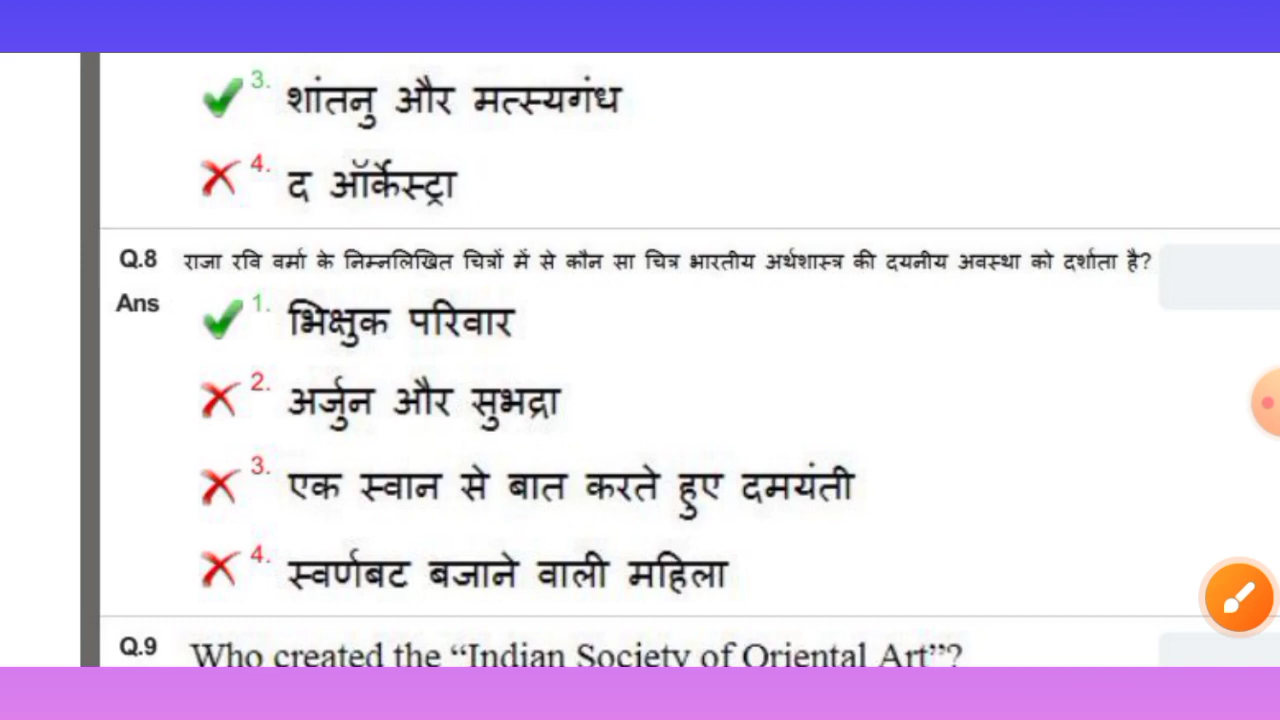 3. शांतनु और मत्स्यगंध
4. द ऑर्केस्ट्रा
Q.8 राजा रवि वर्मा के निम्नलिखित चित्रों में से कौन सा चित्र भारतीय अर्थशास्त्र की दयनीय अवस्था को दर्शाता है?
Ans 1. भिक्षुक परिवार
2. अर्जुन और सुभद्रा
3. एक स्वान से बात करते हुए दमयंती
4. स्वर्णबट बजाने वाली महिला
Q.9 Who created the “Indian Society of Oriental Art”?